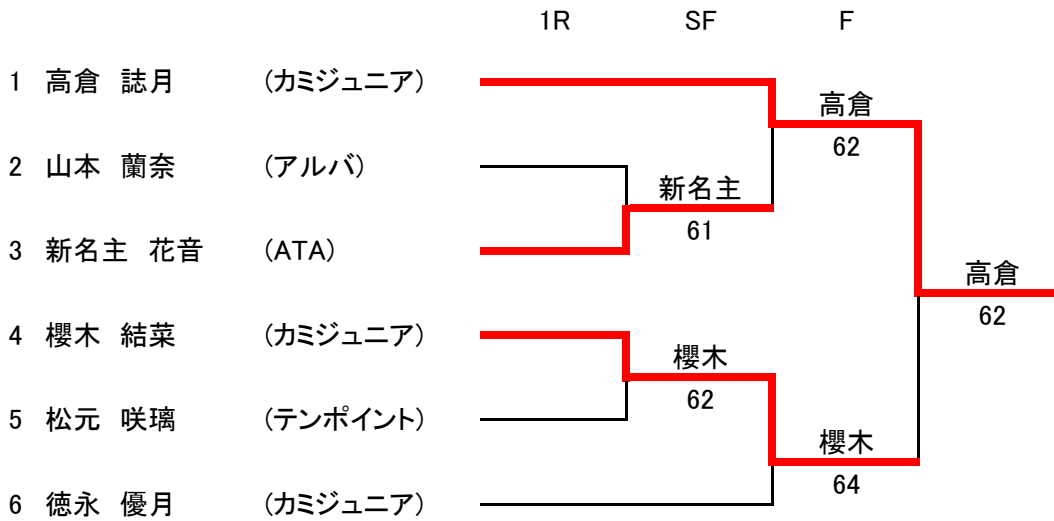 1R SF F
1 高倉 誌月 (カミジュニア)
高倉
62
2 山本 蘭奈 (アルバ)
新名主
61
3 新名主 花音 (ATA)
高倉
62
4 櫻木 結菜 (カミジュニア)
櫻木
62
5 松元 咲璃 (テンポイント)
櫻木
64
6 徳永 優月 (カミジュニア)